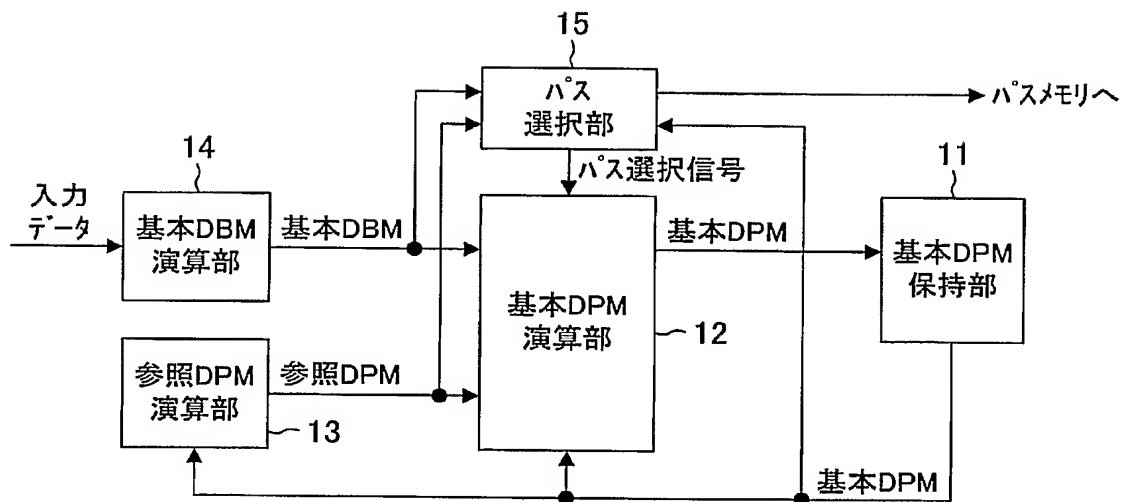 15
パス
選択部
パスメモリへ
パス選択信号
14
11
入力
データ
基本DBM
演算部
基本DBM
基本DPM
演算部
12
基本DPM
基本DPM
保持部
参照DPM
演算部
13
参照DPM
基本DPM